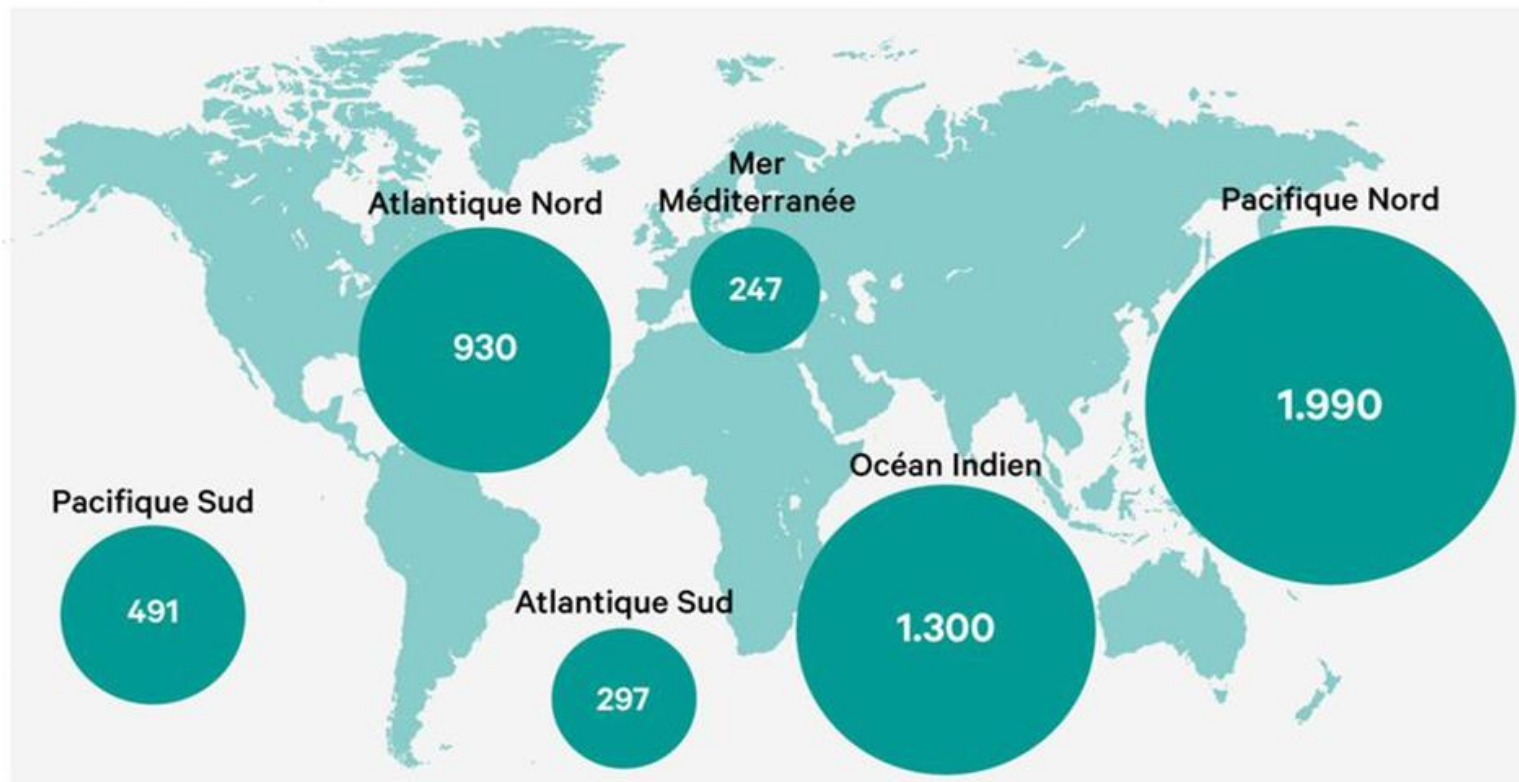 Mer
Méditerranée
247
Atlantique Nord
930
Pacifique Nord
1.990
Océan Indien
1.300
Pacifique Sud
491
Atlantique Sud
297